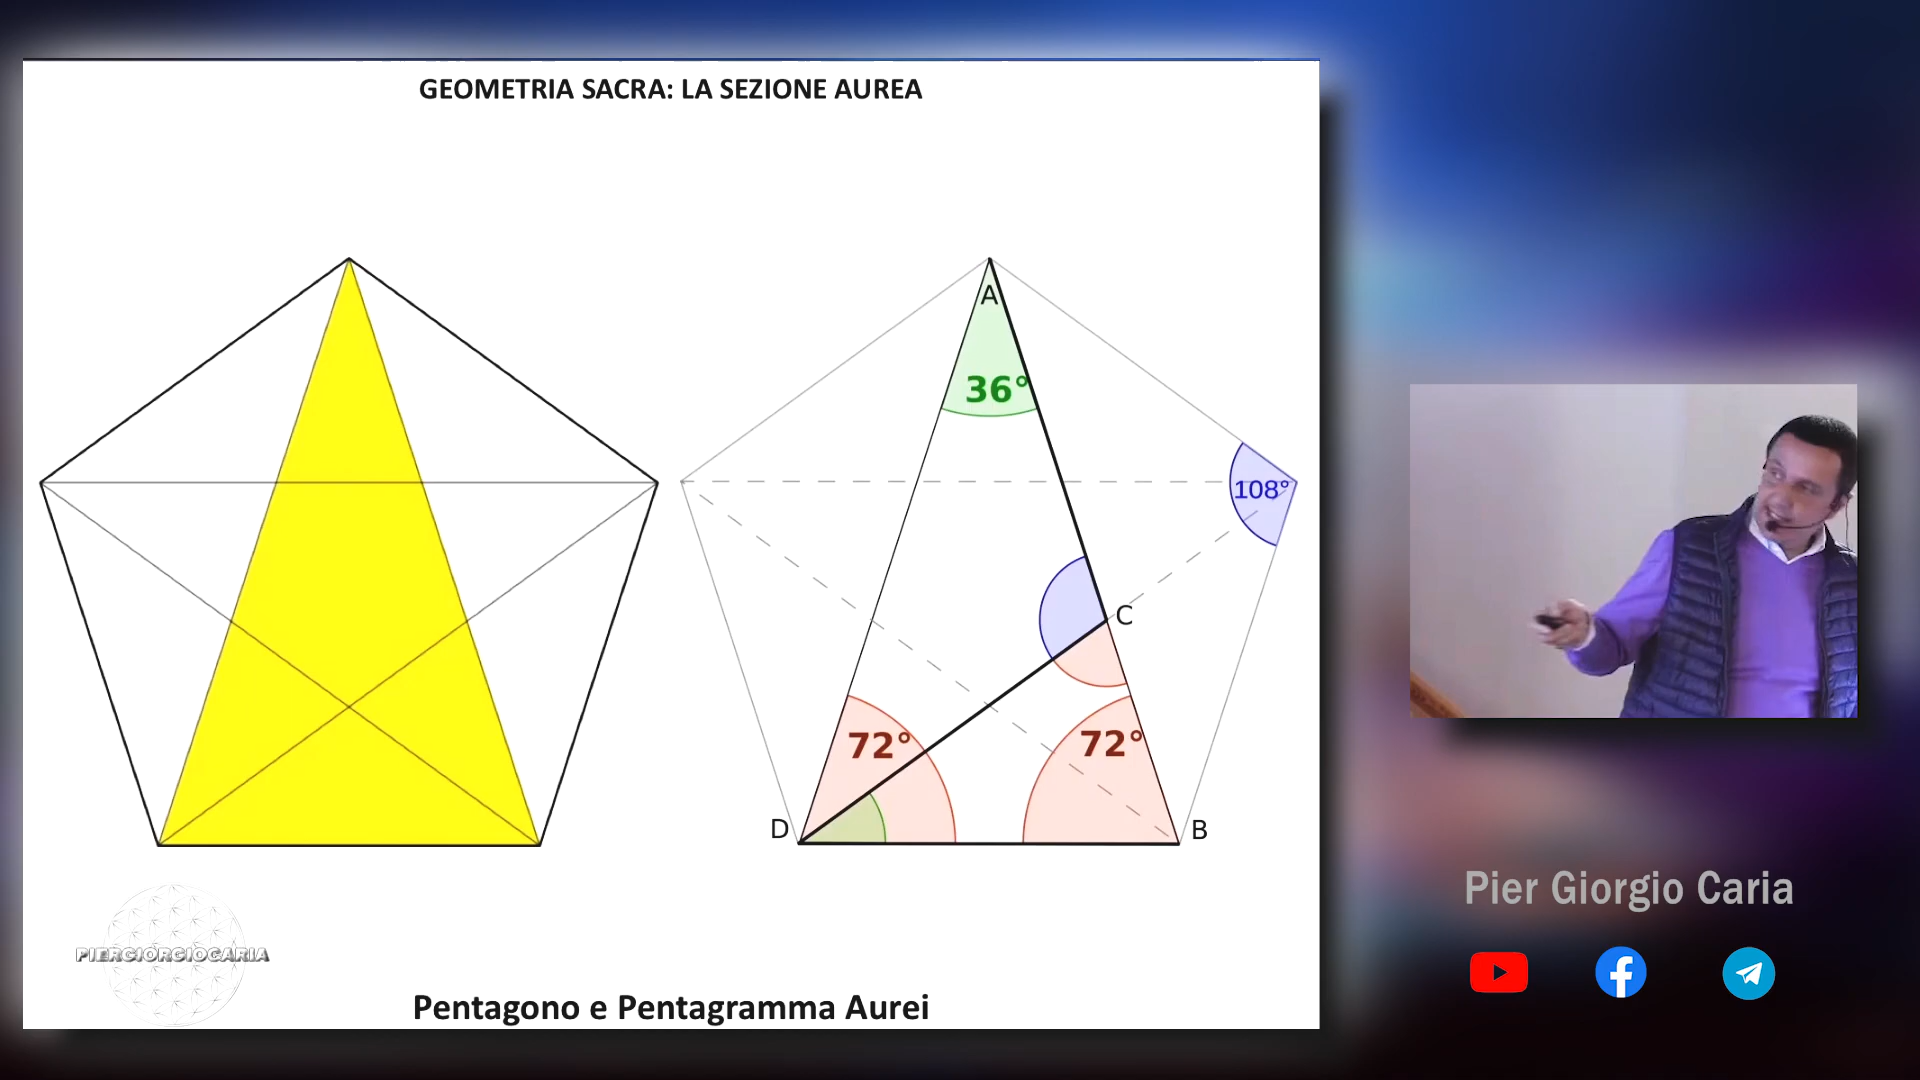 GEOMETRIA SACRA: LA SEZIONE AUREA
A
36°
108°
C
72°
72°
D
B
PIERGIORGIOCARIA
Pentagono e Pentagramma Aurei
Pier Giorgio Caria